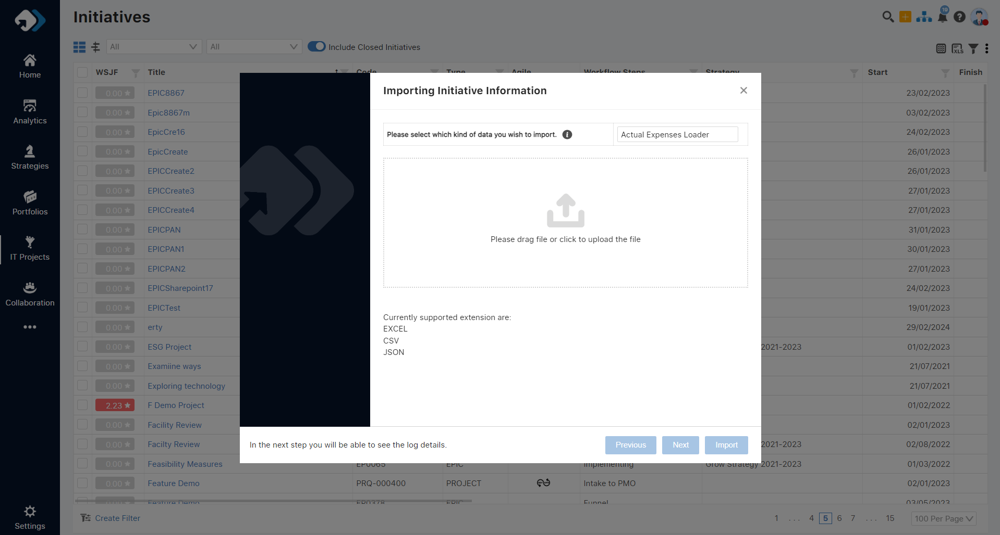 Initiatives
19
All
All
Include Closed Initiatives
XLS
WSJF
Title
Code
Type
Agile
Workflow Steps
Strategy
Start
Finish
Home
Analytics
Strategies
Portfolios
IT Projects
Collaboration
Settings
0.00 EPIC8867 23/02/2023
0.00 Epic8867m 03/02/2023
0.00 EpicCre16 24/02/2023
0.00 EpicCreate 26/01/2023
0.00 EPICCreate2 26/01/2023
0.00 EPICCreate3 27/01/2023
0.00 EPICCreate4 27/01/2023
0.00 EPICPAN 31/01/2023
0.00 EPICPAN1 30/01/2023
0.00 EPICPAN2 27/01/2023
0.00 EPICSharepoint17 24/02/2023
0.00 EPICTest 19/01/2023
0.00 erty 29/02/2024
0.00 ESG Project 2021-2023 01/02/2023
0.00 Examiine ways 21/07/2021
0.00 Exploring technology 21/07/2021
2.23 F Demo Project 01/02/2022
0.00 Facility Review 02/01/2023
0.00 Facilty Review 2021-2023 02/08/2022
0.00 Feasibility Measures EP0065 EPIC Implementing Grow Strategy 2021-2023 01/03/2022
0.00 Feature Demo PRQ-000400 PROJECT Intake to PMO 02/01/2023
0.00 Feature Demo EP0378 EPIC Funnel 03/05/2023
Create Filter
1 ... 4 5 6 7 ... 15
100 Per Page
Importing Initiative Information
Please select which kind of data you wish to import.
Actual Expenses Loader
Please drag file or click to upload the file
Currently supported extension are:
EXCEL
CSV
JSON
In the next step you will be able to see the log details.
Previous
Next
Import